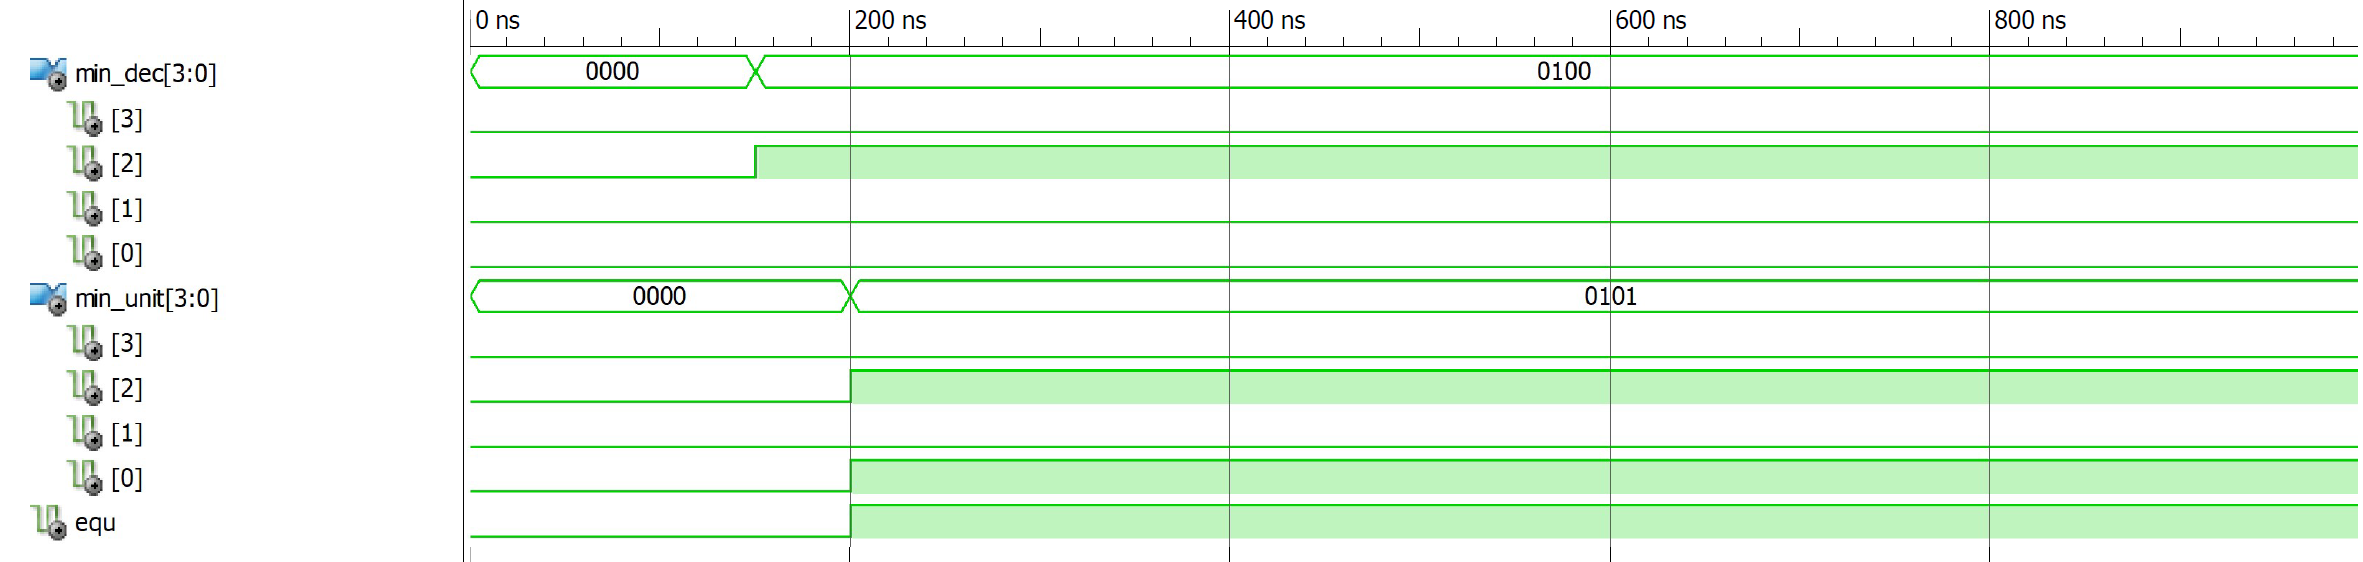 0 ns 200 ns 400 ns 600 ns 800 ns
min_dec[3:0] 0000 0100
[3]
[2]
[1]
[0]
min_unit[3:0] 0000 0101
[3]
[2]
[1]
[0]
equ